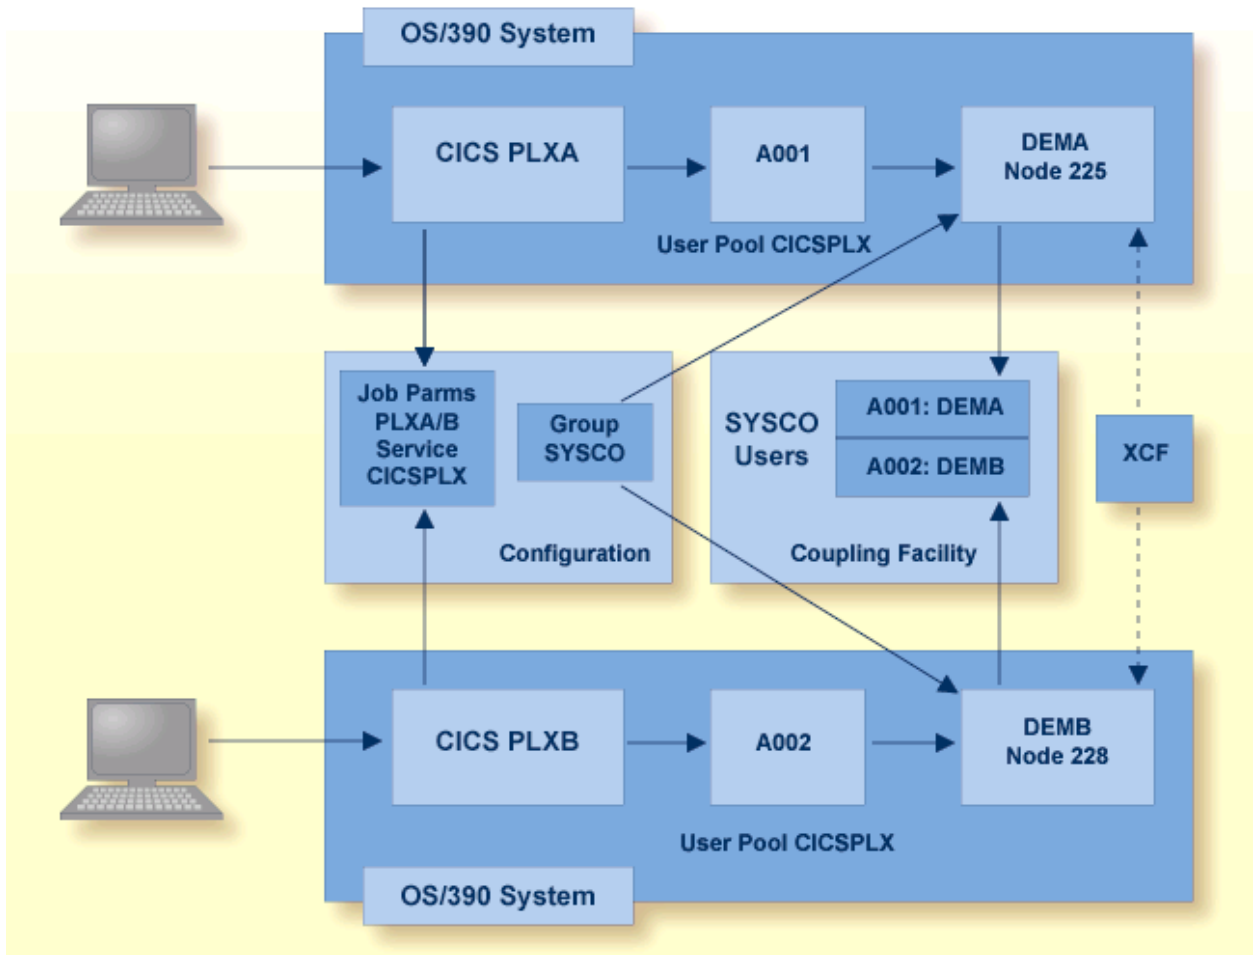 OS/390 System
CICS PLXA
A001
DEMA
Node 225
User Pool CICSPLX
Job Parms
PLXA/B
Service
CICSPLX
Group
SYSCO
Configuration
SYSCO
Users
A001: DEMA
A002: DEMB
Coupling Facility
XCF
CICS PLXB
A002
DEMB
Node 228
User Pool CICSPLX
OS/390 System